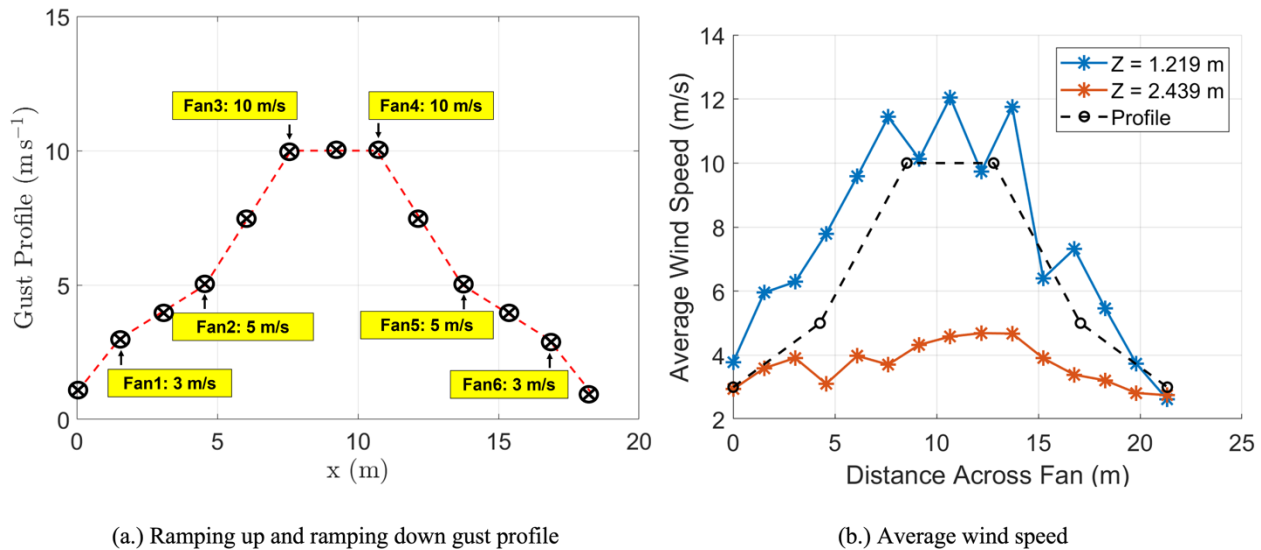 15
10
5
0
0
5
10
15
20
Gust Profile (m s⁻¹)
x (m)
Fan3: 10 m/s
Fan4: 10 m/s
Fan2: 5 m/s
Fan5: 5 m/s
Fan1: 3 m/s
Fan6: 3 m/s
(a.) Ramping up and ramping down gust profile
14
12
10
8
6
4
2
0
5
10
15
20
25
Average Wind Speed (m/s)
Distance Across Fan (m)
Z = 1.219 m
Z = 2.439 m
Profile
(b.) Average wind speed